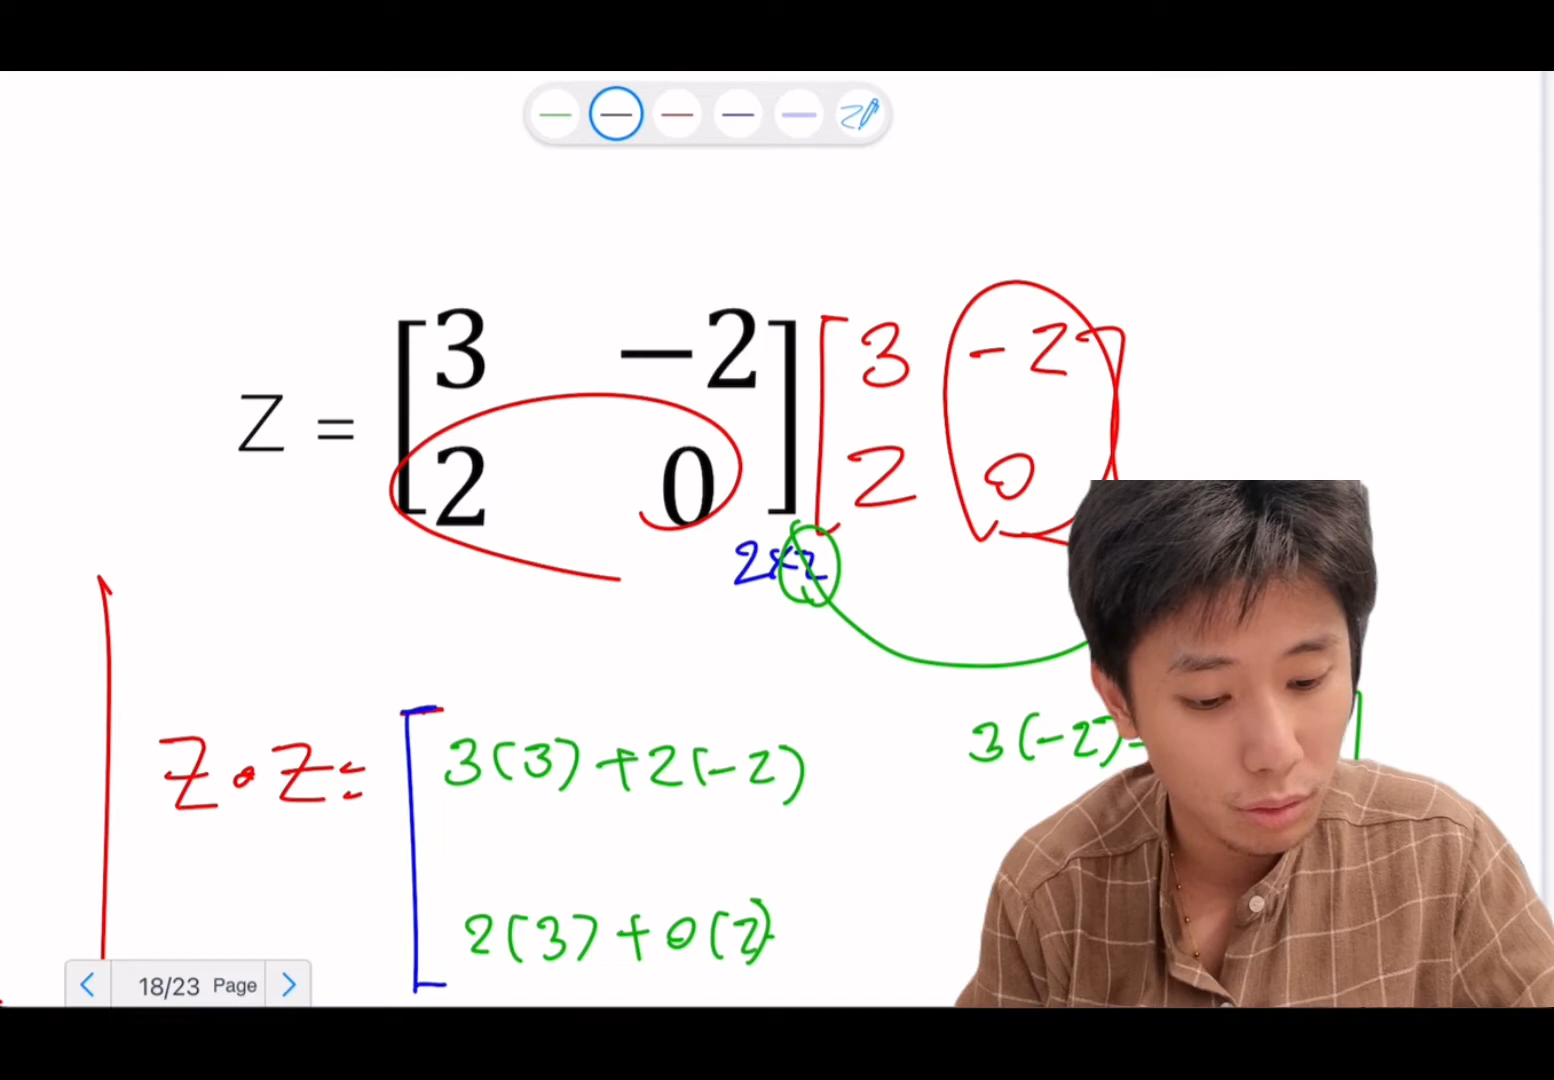 Z = [3 −2] [3 −2]
[2 0] [2 0]
2×2
Z • Z = [3(3) + 2(−2) 3(−2)
2(3) + 0(2)
18/23 Page